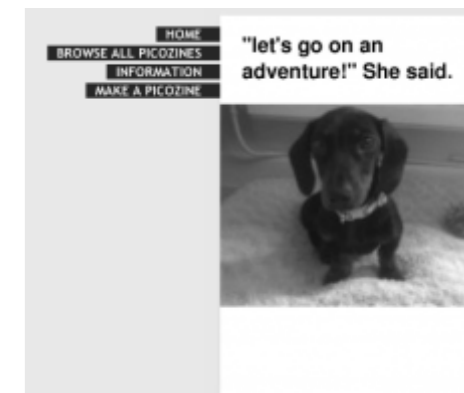 HOME
BROWSE ALL PICOZINES
INFORMATION
MAKE A PICOZINE
"let's go on an
adventure!" She said.